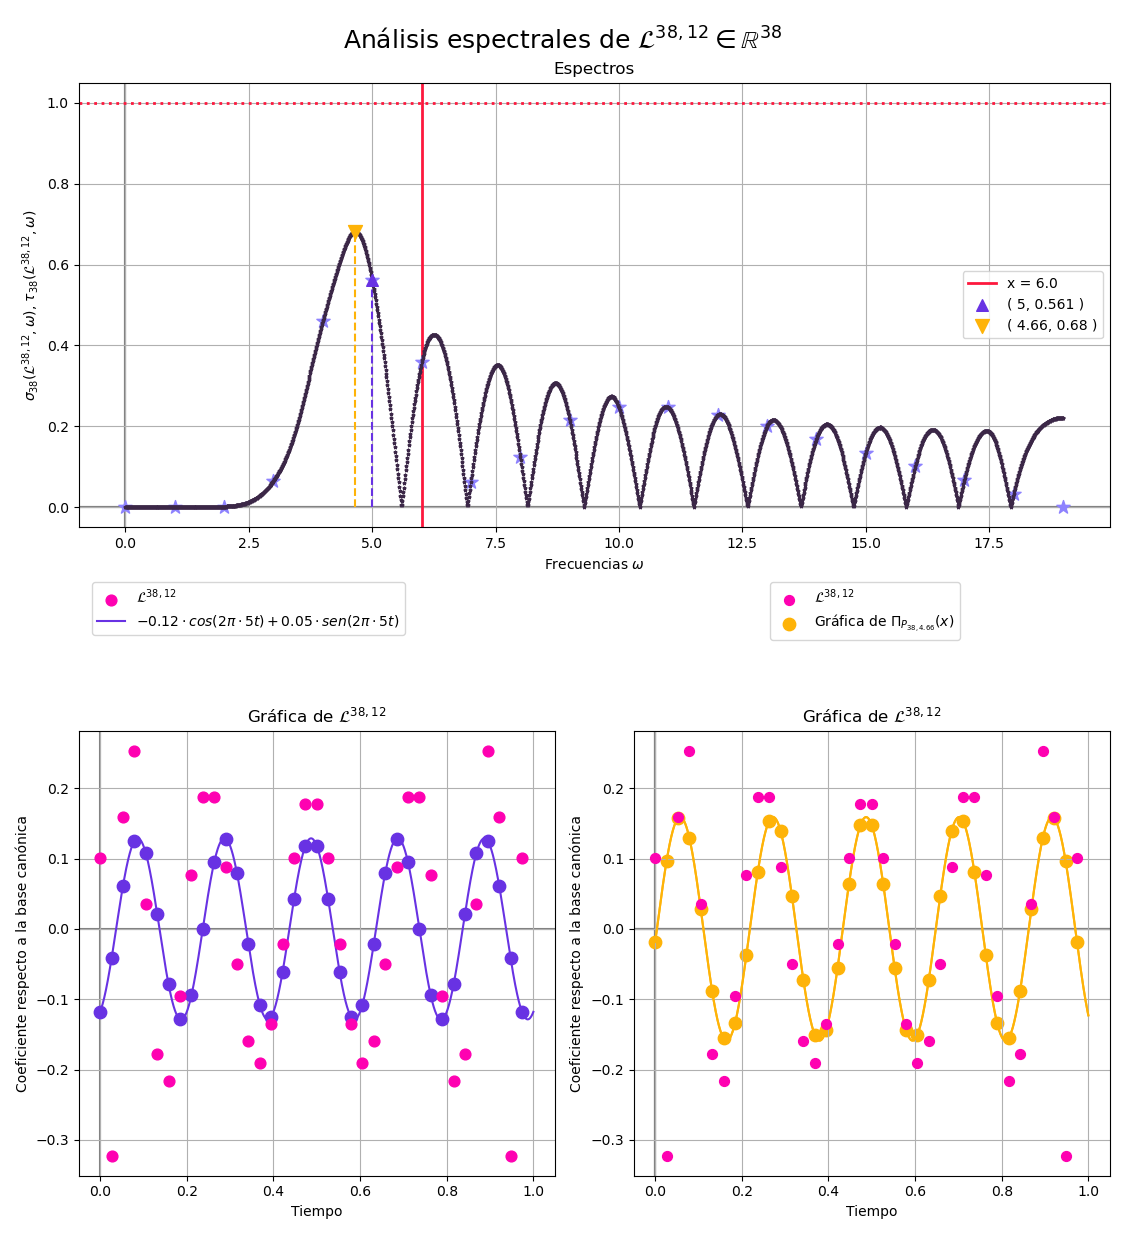 Análisis espectrales de 𝓛^{38,12} ∈ ℝ^{38}
Espectros
σ_{38}(𝓛^{38,12}, ω), τ_{38}(𝓛^{38,12}, ω)
1.0
0.8
0.6
0.4
0.2
0.0
x = 6.0
( 5, 0.561 )
( 4.66, 0.68 )
0.0 2.5 5.0 7.5 10.0 12.5 15.0 17.5
Frecuencias ω
𝓛^{38,12}
−0.12 · cos(2π · 5t) + 0.05 · sen(2π · 5t)
𝓛^{38,12}
Gráfica de Π_{P_{38,4.66}}(x)
Gráfica de 𝓛^{38,12}
Coeficiente respecto a la base canónica
0.2
0.1
0.0
−0.1
−0.2
−0.3
0.0 0.2 0.4 0.6 0.8 1.0
Tiempo
Gráfica de 𝓛^{38,12}
Coeficiente respecto a la base canónica
0.2
0.1
0.0
−0.1
−0.2
−0.3
0.0 0.2 0.4 0.6 0.8 1.0
Tiempo